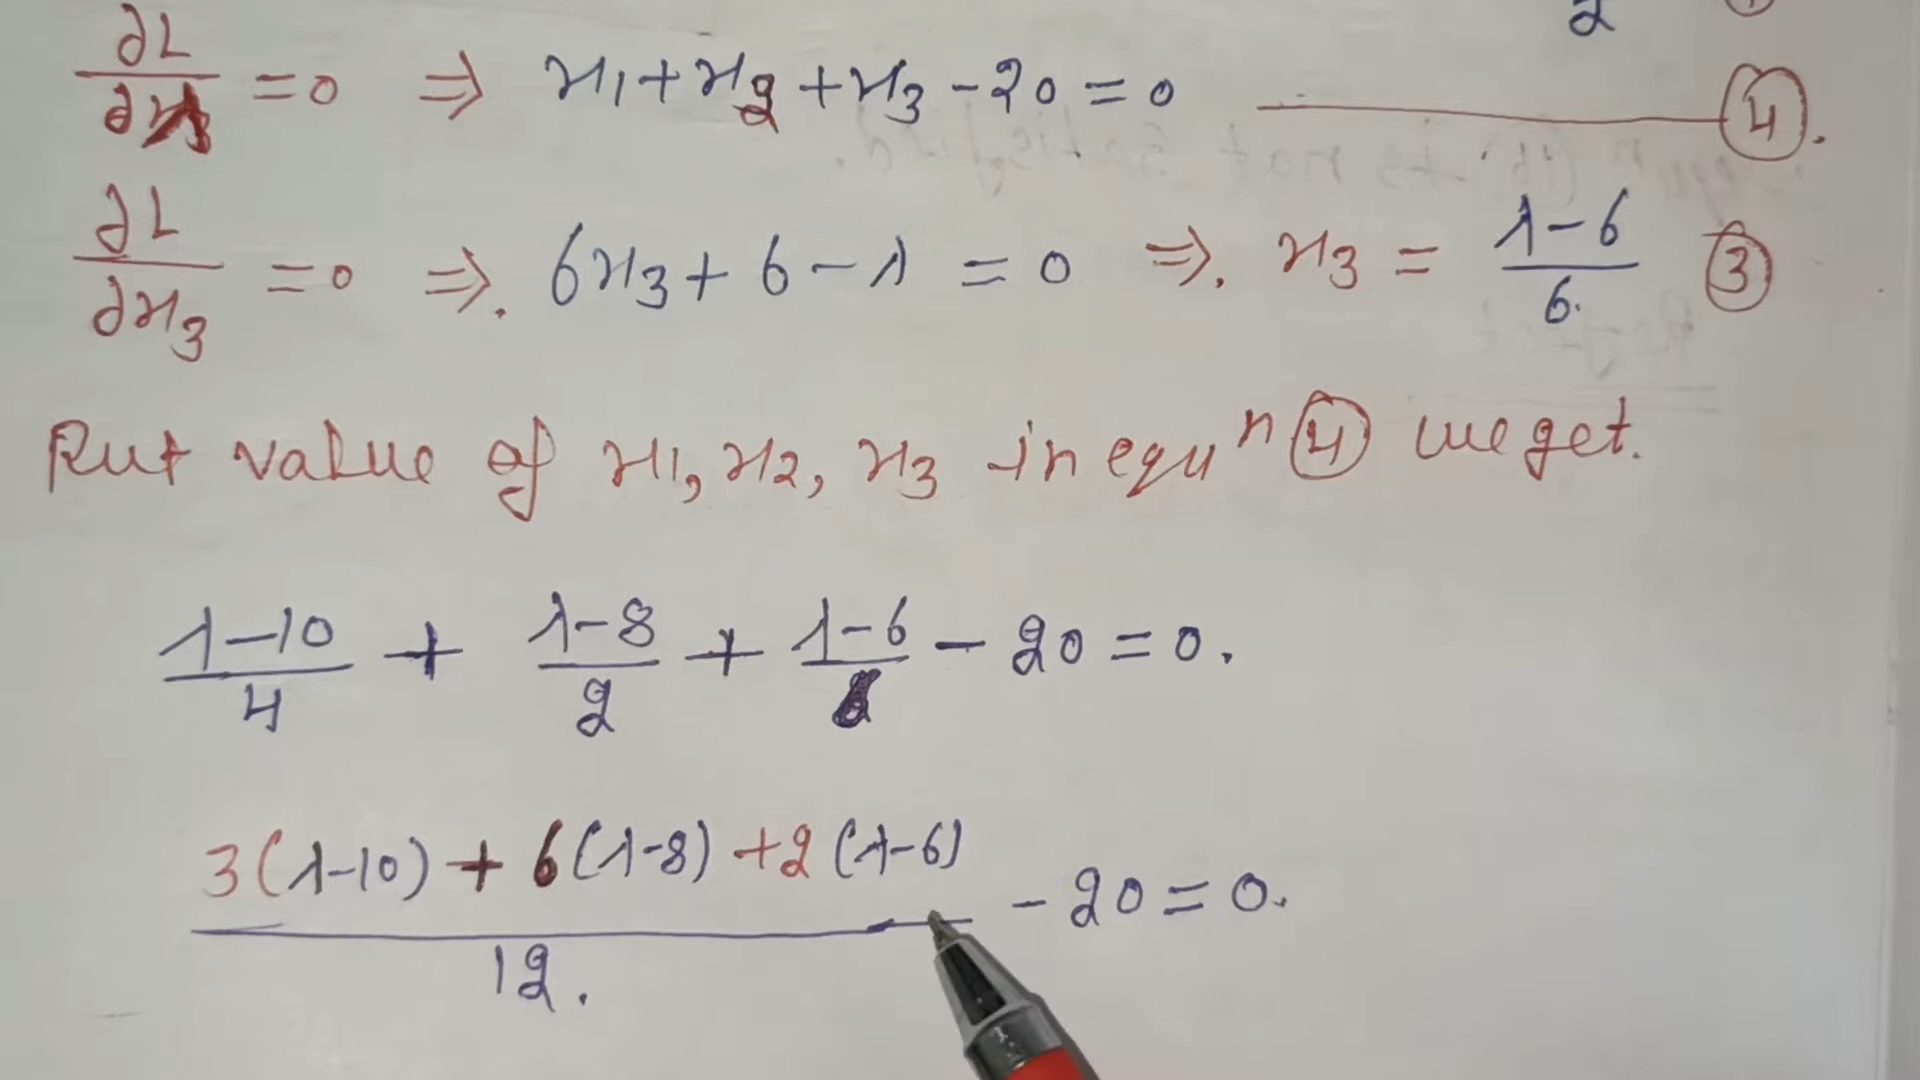 ∂L/∂λ = 0 ⇒ x1 + x2 + x3 - 20 = 0 ④.
∂L/∂x3 = 0 ⇒. 6x3 + 6 - λ = 0 ⇒. x3 = λ-6/6. ③
Put value of x1, x2, x3 in equn ④ we get.
λ-10/4 + λ-8/2 + λ-6/6 - 20 = 0.
3(λ-10) + 6(λ-8) + 2(λ-6)/12. - 20 = 0.